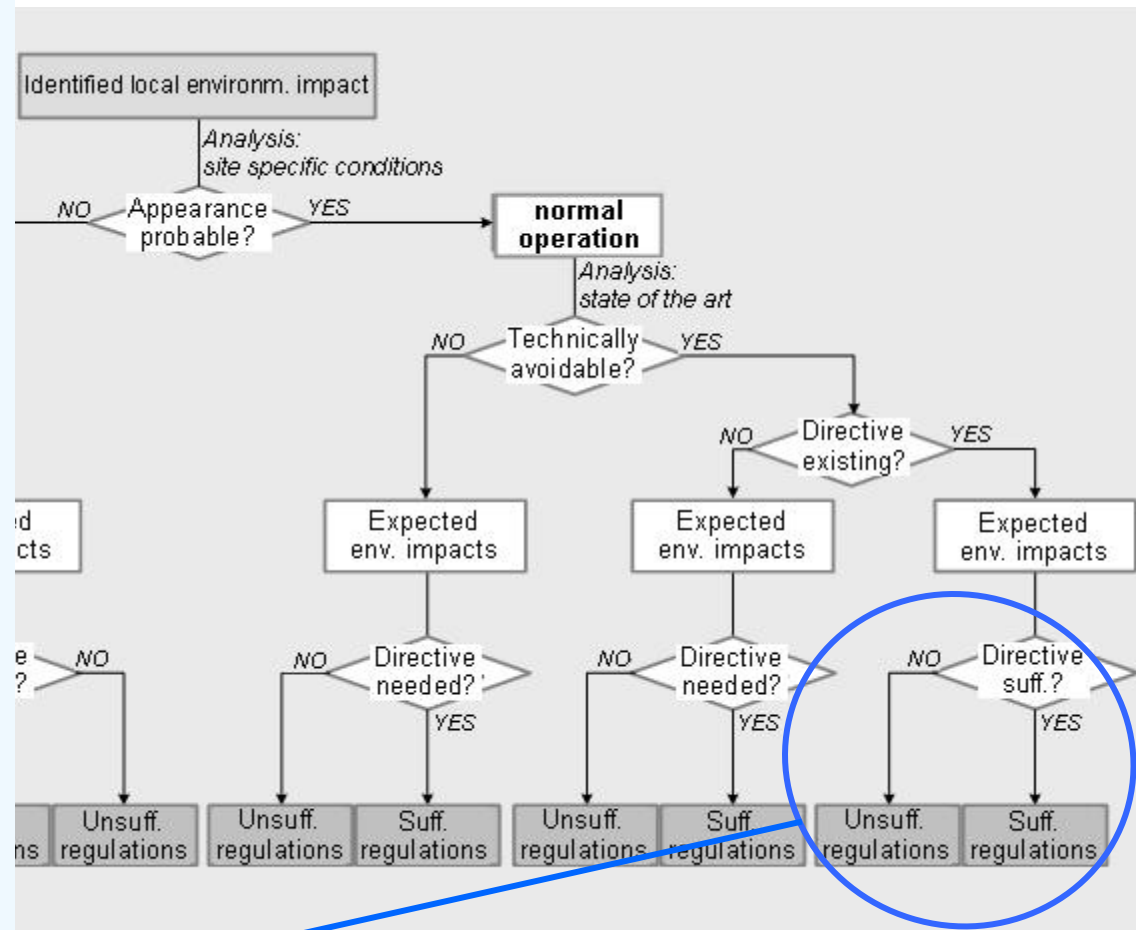 Identified local environm. impact
Analysis:
site specific conditions
NO
Appearance
probable?
YES
normal
operation
Analysis:
state of the art
NO
Technically
avoidable?
YES
NO
Directive
existing?
YES
ed
cts
Expected
env. impacts
Expected
env. impacts
Expected
env. impacts
e
?
NO
NO
Directive
needed?
YES
NO
Directive
needed?
YES
NO
Directive
suff.?
YES
ns
Unsuff.
regulations
Unsuff.
regulations
Suff.
regulations
Unsuff.
regulations
Suff.
regulations
Unsuff.
regulations
Suff.
regulations